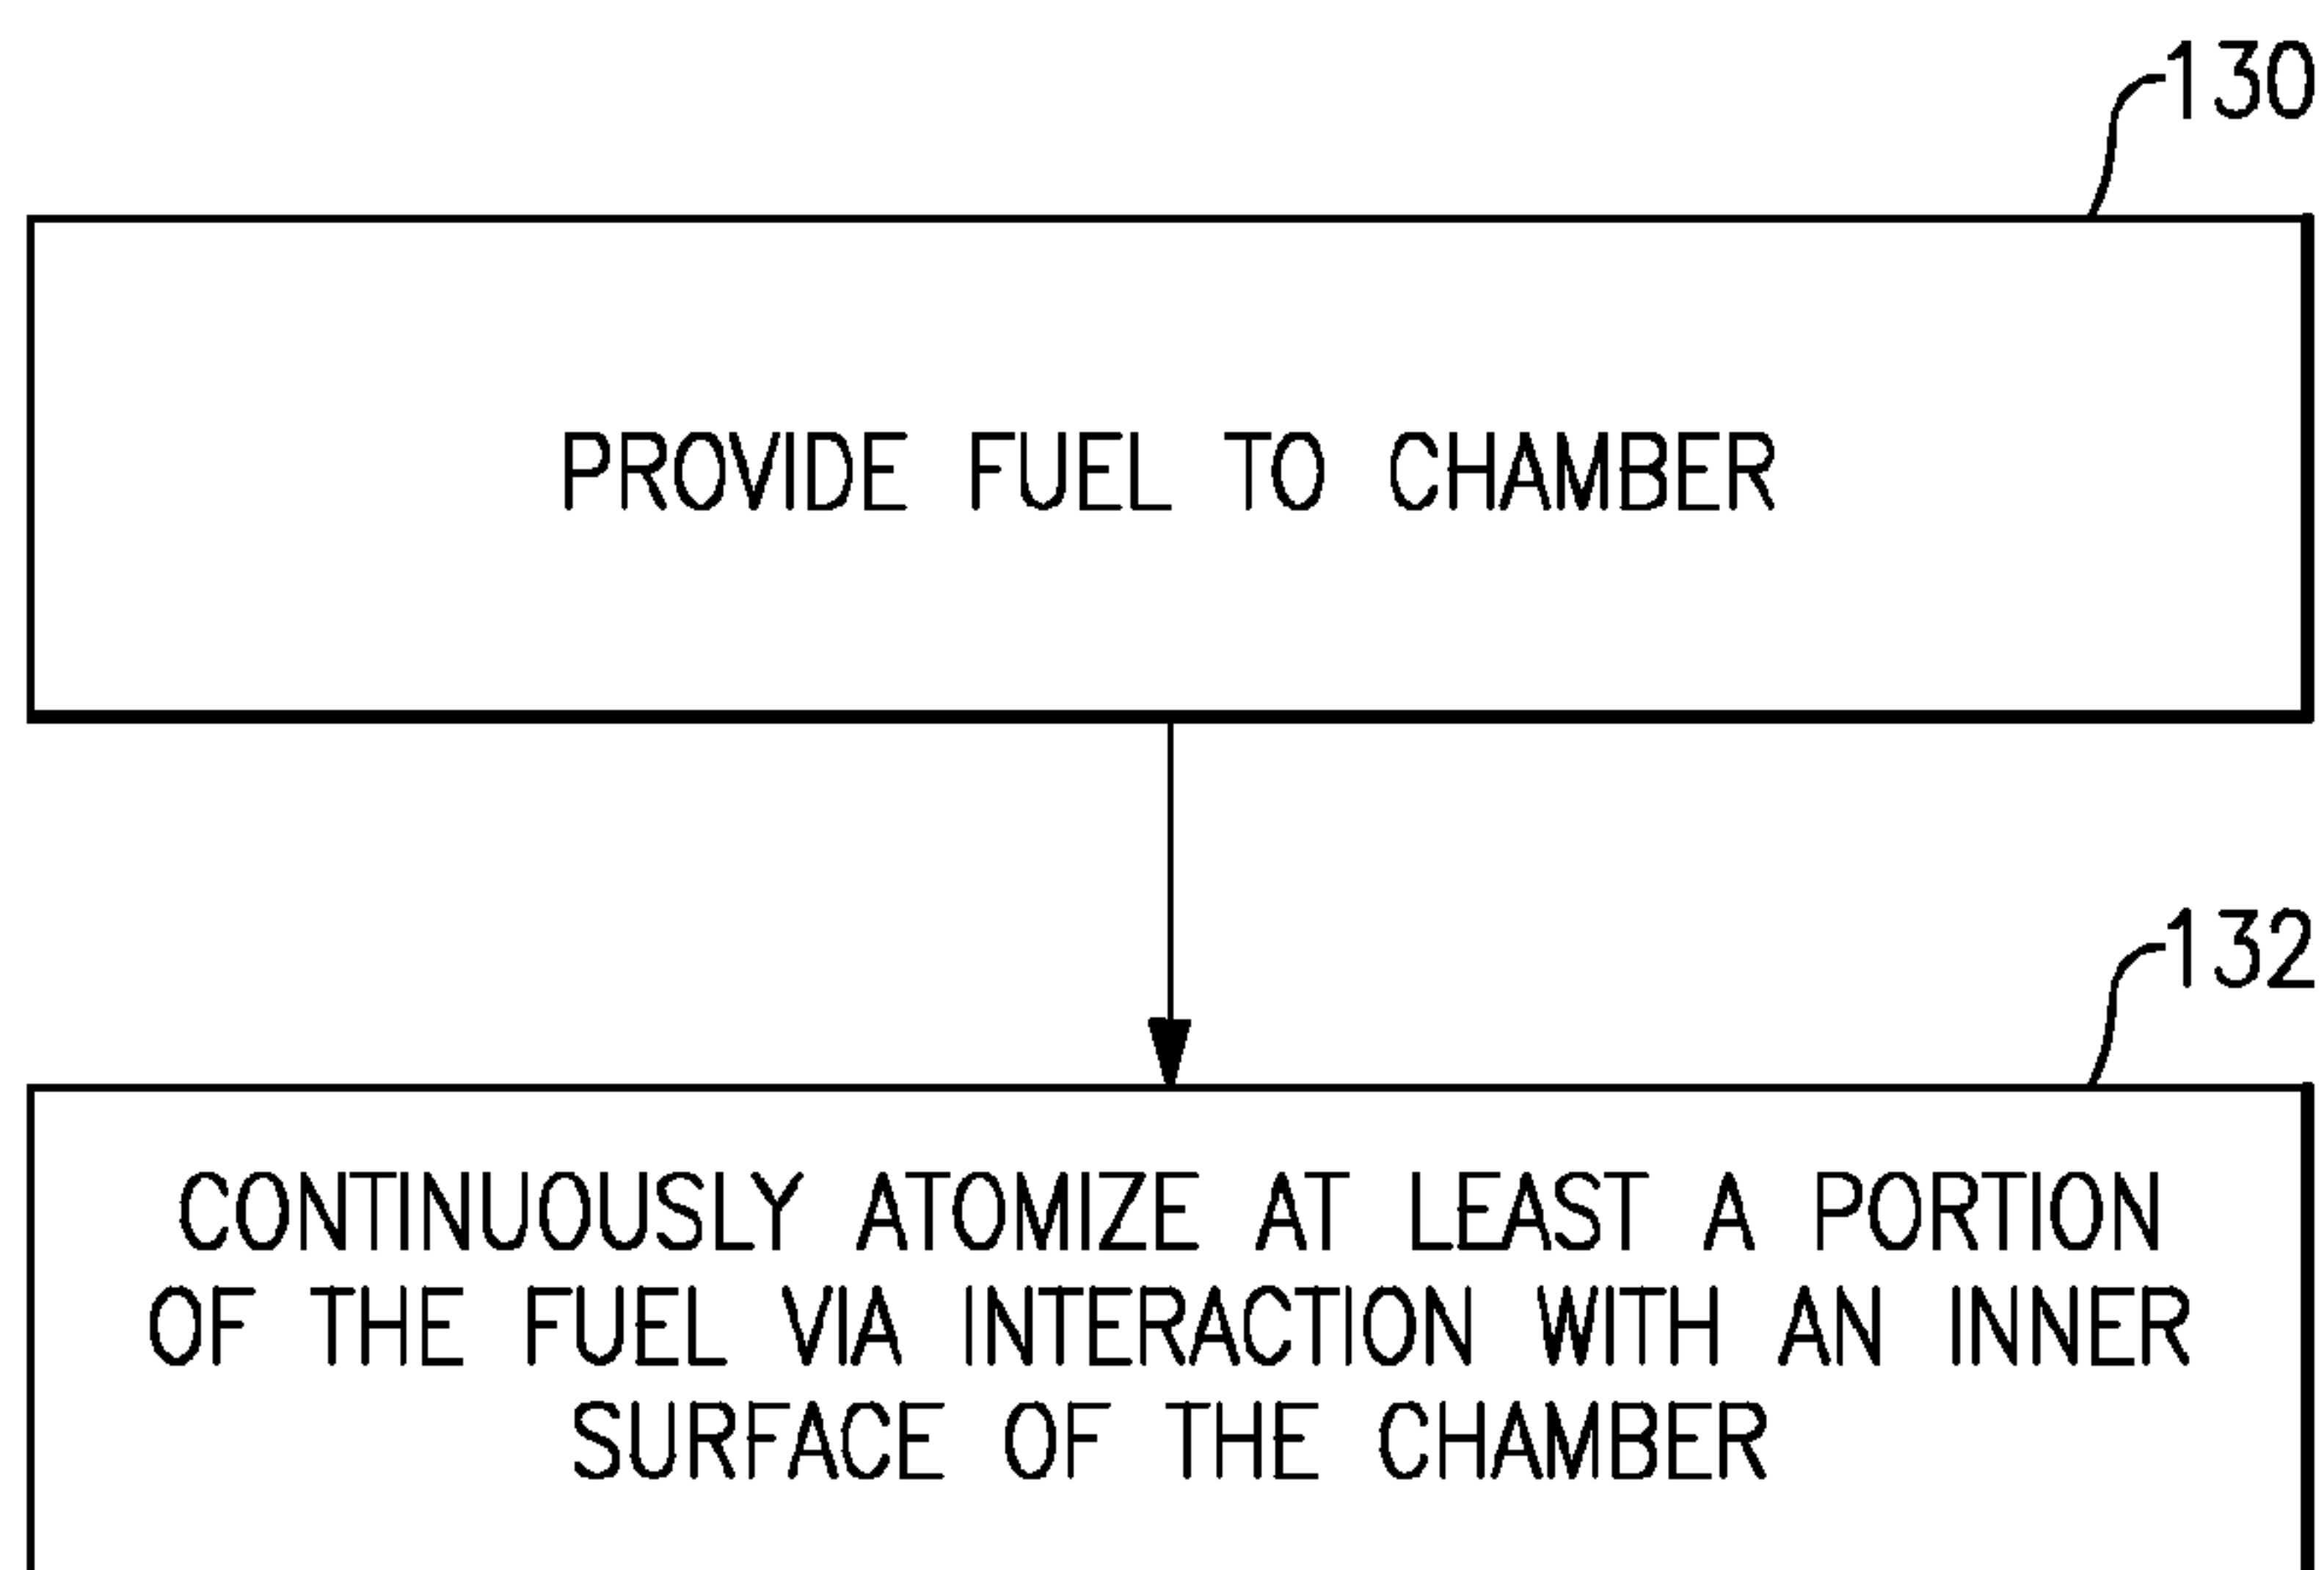 130
PROVIDE FUEL TO CHAMBER
132
CONTINUOUSLY ATOMIZE AT LEAST A PORTION
OF THE FUEL VIA INTERACTION WITH AN INNER
SURFACE OF THE CHAMBER